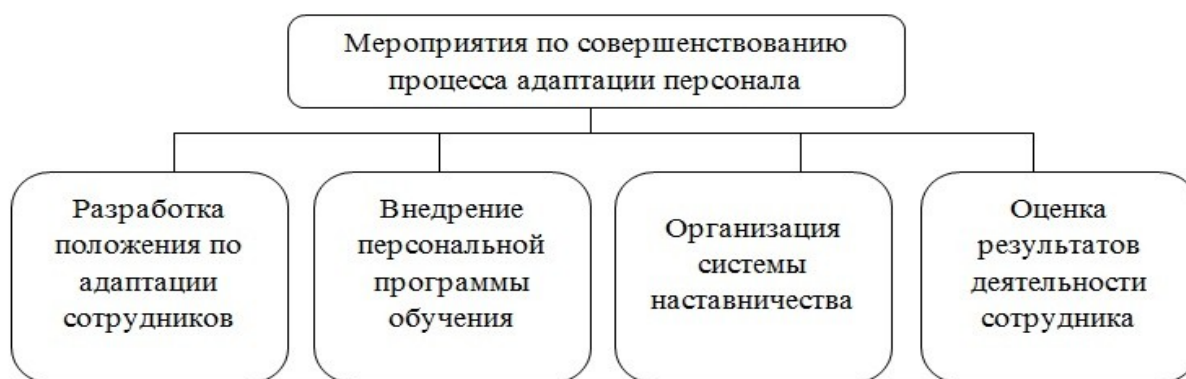 Мероприятия по совершенствованию
процесса адаптации персонала
Разработка
положения по
адаптации
сотрудников
Внедрение
персональной
программы
обучения
Организация
системы
наставничества
Оценка
результатов
деятельности
сотрудника